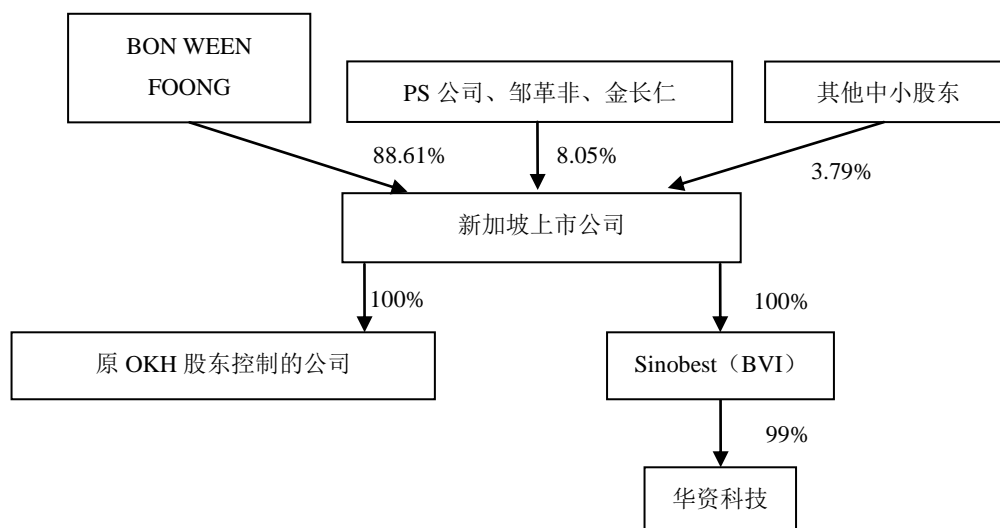 BON WEEN
FOONG
PS 公司、邹革非、金长仁
其他中小股东
88.61%
8.05%
3.79%
新加坡上市公司
100%
100%
原 OKH 股东控制的公司
Sinobest（BVI）
99%
华资科技